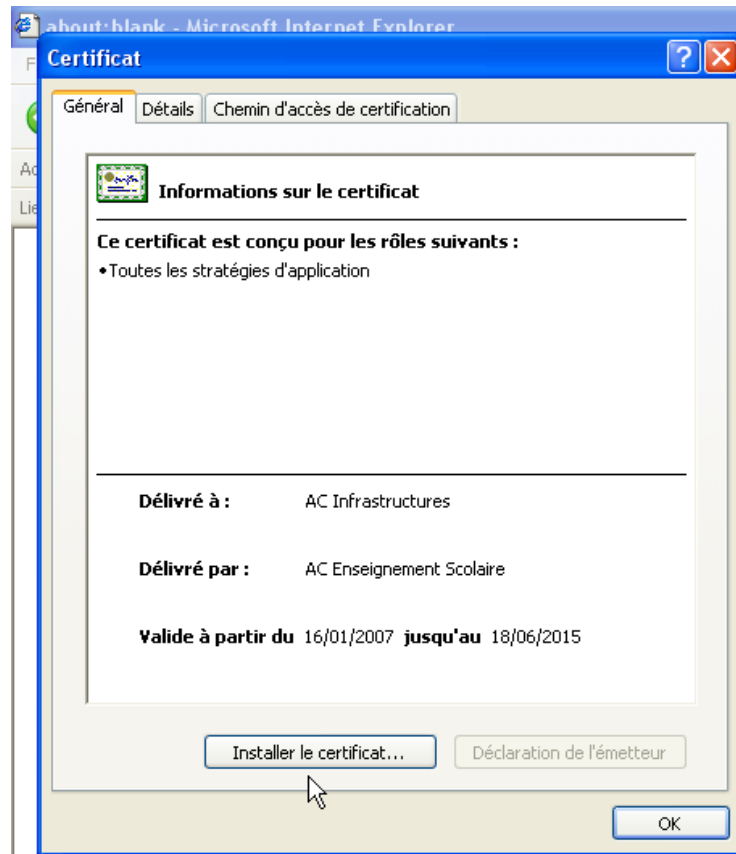 about:blank - Microsoft Internet Explorer
F
Certificat
Général Détails Chemin d'accès de certification
Ad
Lie
Informations sur le certificat
Ce certificat est conçu pour les rôles suivants :
•Toutes les stratégies d'application
Délivré à : AC Infrastructures
Délivré par : AC Enseignement Scolaire
Valide à partir du 16/01/2007 jusqu'au 18/06/2015
Installer le certificat... Déclaration de l'émetteur
OK